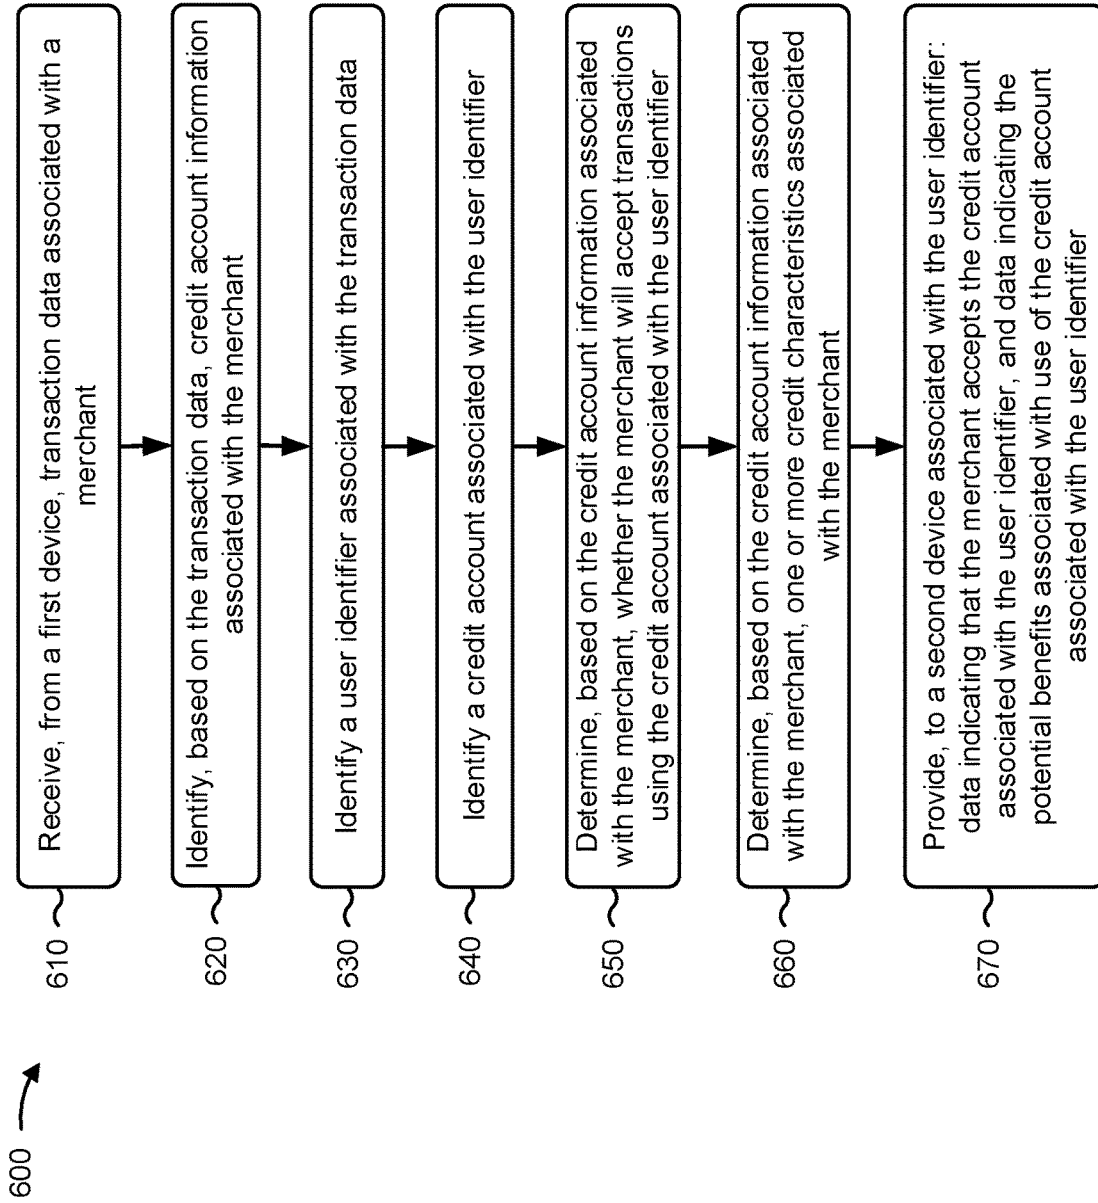 600
610
Receive, from a first device, transaction data associated with a
merchant
620
Identify, based on the transaction data, credit account information
associated with the merchant
630
Identify a user identifier associated with the transaction data
640
Identify a credit account associated with the user identifier
650
Determine, based on the credit account information associated
with the merchant, whether the merchant will accept transactions
using the credit account associated with the user identifier
660
Determine, based on the credit account information associated
with the merchant, one or more credit characteristics associated
with the merchant
670
Provide, to a second device associated with the user identifier:
data indicating that the merchant accepts the credit account
associated with the user identifier, and data indicating the
potential benefits associated with use of the credit account
associated with the user identifier